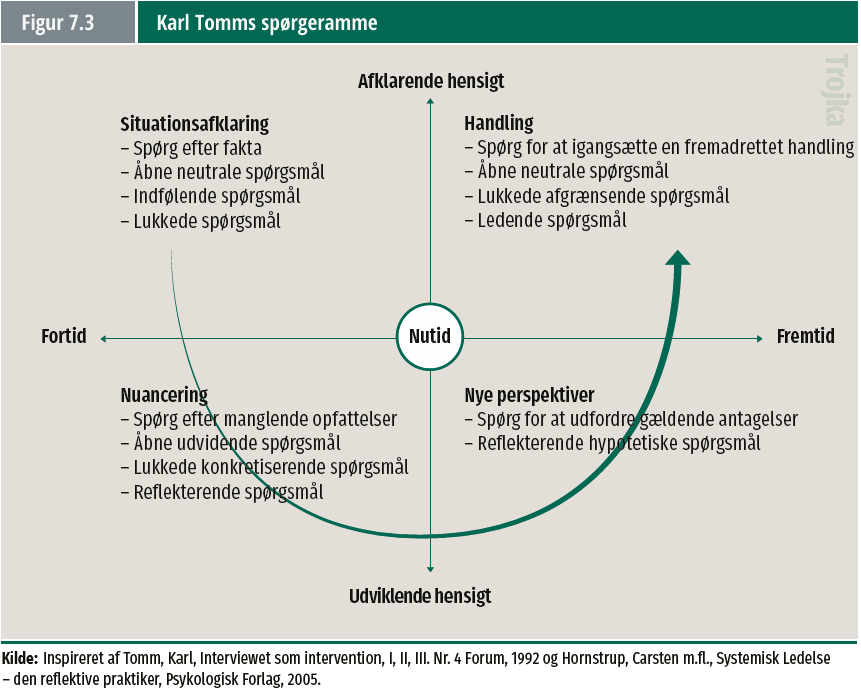 Figur 7.3
Karl Tomms spørgeramme
Trojka
Afklarende hensigt
Situationsafklaring
– Spørg efter fakta
– Åbne neutrale spørgsmål
– Indfølende spørgsmål
– Lukkede spørgsmål
Handling
– Spørg for at igangsætte en fremadrettet handling
– Åbne neutrale spørgsmål
– Lukkede afgrænsende spørgsmål
– Ledende spørgsmål
Fortid
Nutid
Fremtid
Nuancering
– Spørg efter manglende opfattelser
– Åbne udvidende spørgsmål
– Lukkede konkretiserende spørgsmål
– Reflekterende spørgsmål
Nye perspektiver
– Spørg for at udfordre gældende antagelser
– Reflekterende hypotetiske spørgsmål
Udviklende hensigt
Kilde: Inspireret af Tomm, Karl, Interviewet som intervention, I, II, III. Nr. 4 Forum, 1992 og Hornstrup, Carsten m.fl., Systemisk Ledelse
– den reflektive praktiker, Psykologisk Forlag, 2005.